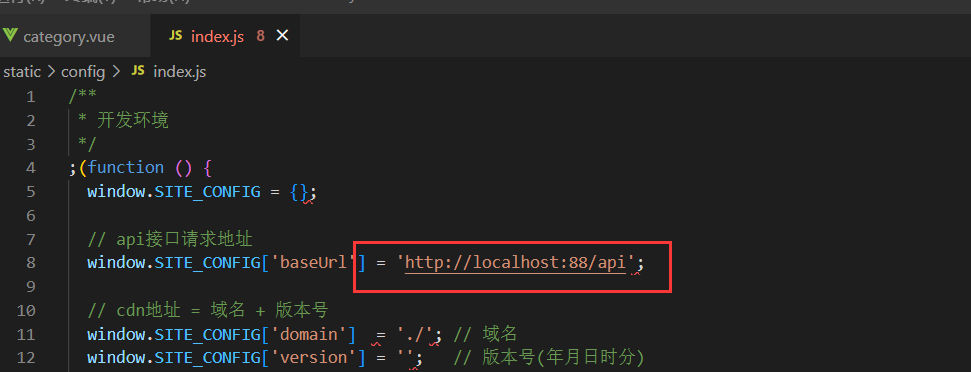 category.vue JS index.js 8
static > config > JS index.js
1 /**
2 * 开发环境
3 */
4 ;(function () {
5 window.SITE_CONFIG = {};
6
7 // api接口请求地址
8 window.SITE_CONFIG['baseUrl'] = 'http://localhost:88/api';
9
10 // cdn地址 = 域名 + 版本号
11 window.SITE_CONFIG['domain'] = './'; // 域名
12 window.SITE_CONFIG['version'] = ''; // 版本号(年月日时分)